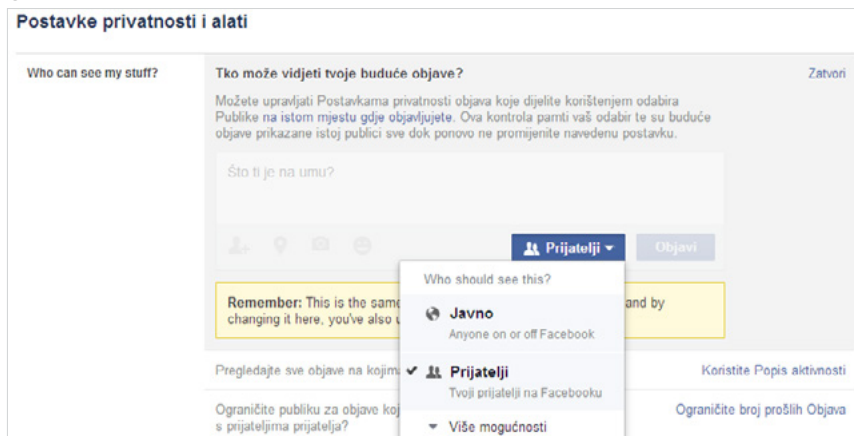 Postavke privatnosti i alati
Who can see my stuff?
Tko može vidjeti tvoje buduće objave?
Zatvori
Možete upravljati Postavkama privatnosti objava koje dijelite korištenjem odabira
Publike na istom mjestu gdje objavljujete. Ova kontrola pamti vaš odabir te su buduće
objave prikazane istoj publici sve dok ponovo ne promijenite navedenu postavku.
Što ti je na umu?
Prijatelji
Objavi
Who should see this?
Remember: This is the same
and by
changing it here, you've also
Javno
Anyone on or off Facebook
Prijatelji
Tvoji prijatelji na Facebooku
Više mogućnosti
Pregledajte sve objave na
Koristite Popis aktivnosti
Ograničite publiku za objave
s prijateljima prijatelja?
Ograničite broj prošlih Objava